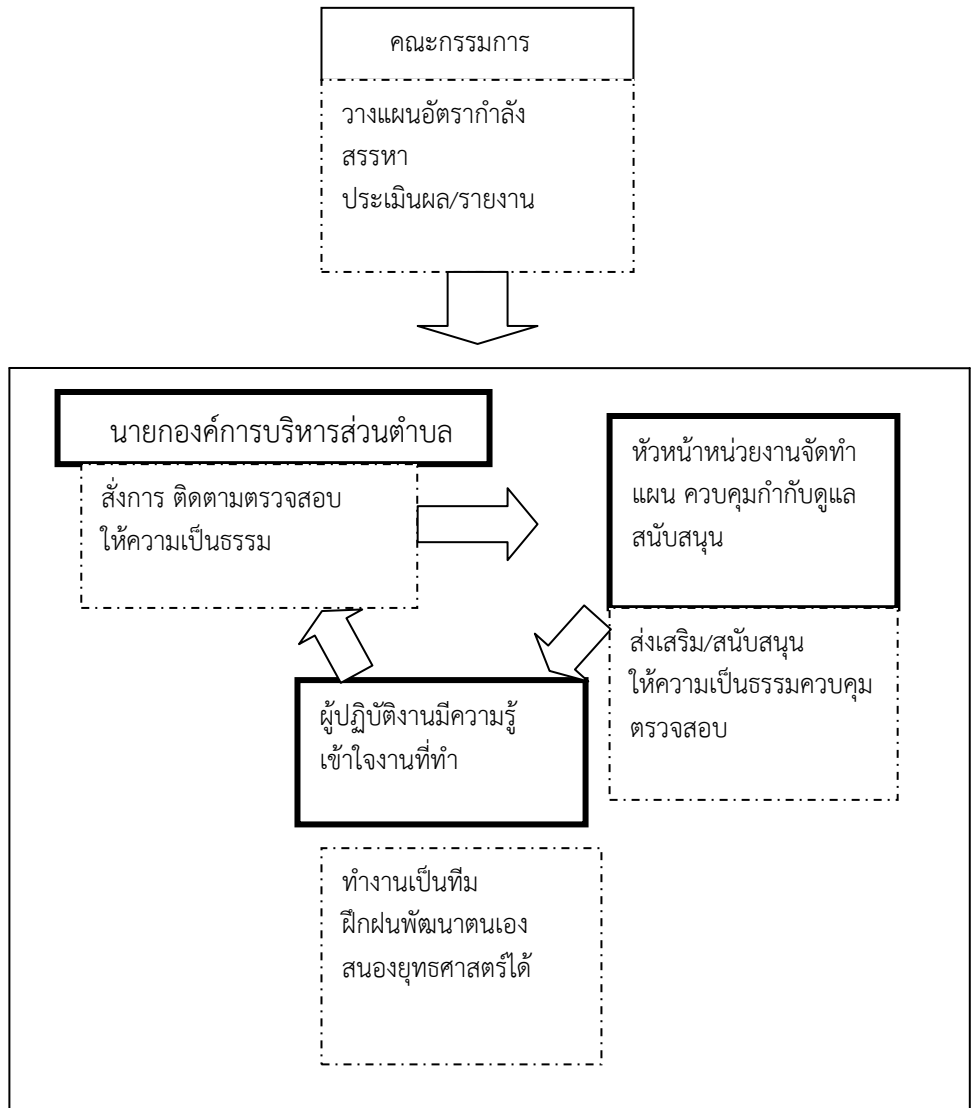 คณะกรรมการ
วางแผนอัตรากำลัง
สรรหา
ประเมินผล/รายงาน
นายกองค์การบริหารส่วนตำบล
สั่งการ ติดตามตรวจสอบ
ให้ความเป็นธรรม
หัวหน้าหน่วยงานจัดทำ
แผน ควบคุมกำกับดูแล
สนับสนุน
ส่งเสริม/สนับสนุน
ให้ความเป็นธรรมควบคุม
ตรวจสอบ
ผู้ปฏิบัติงานมีความรู้
เข้าใจงานที่ทำ
ทำงานเป็นทีม
ฝึกฝนพัฒนาตนเอง
สนองยุทธศาสตร์ได้